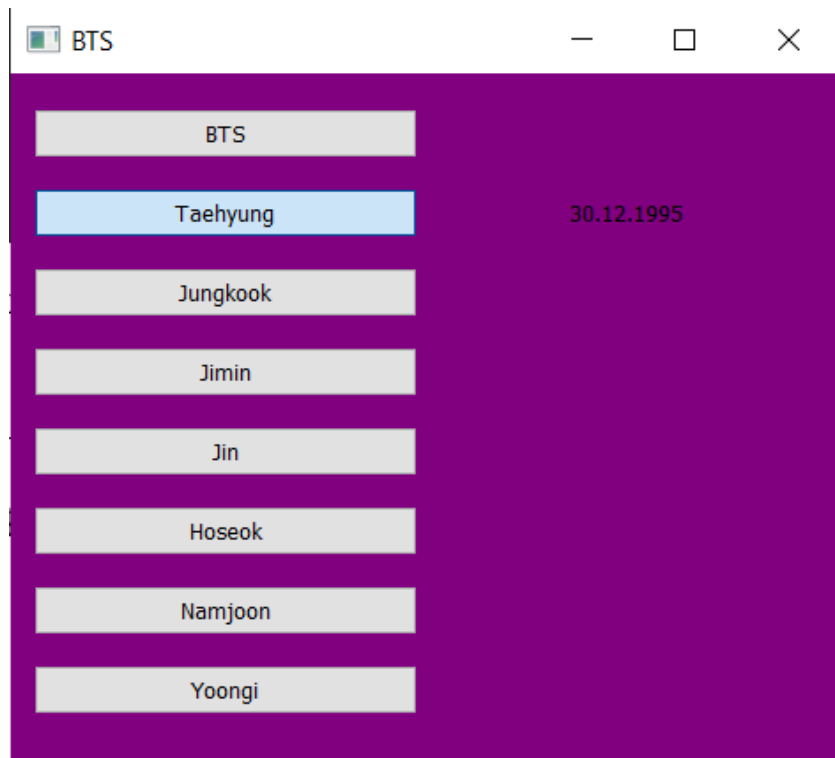 BTS
BTS
Taehyung
30.12.1995
Jungkook
Jimin
Jin
Hoseok
Namjoon
Yoongi